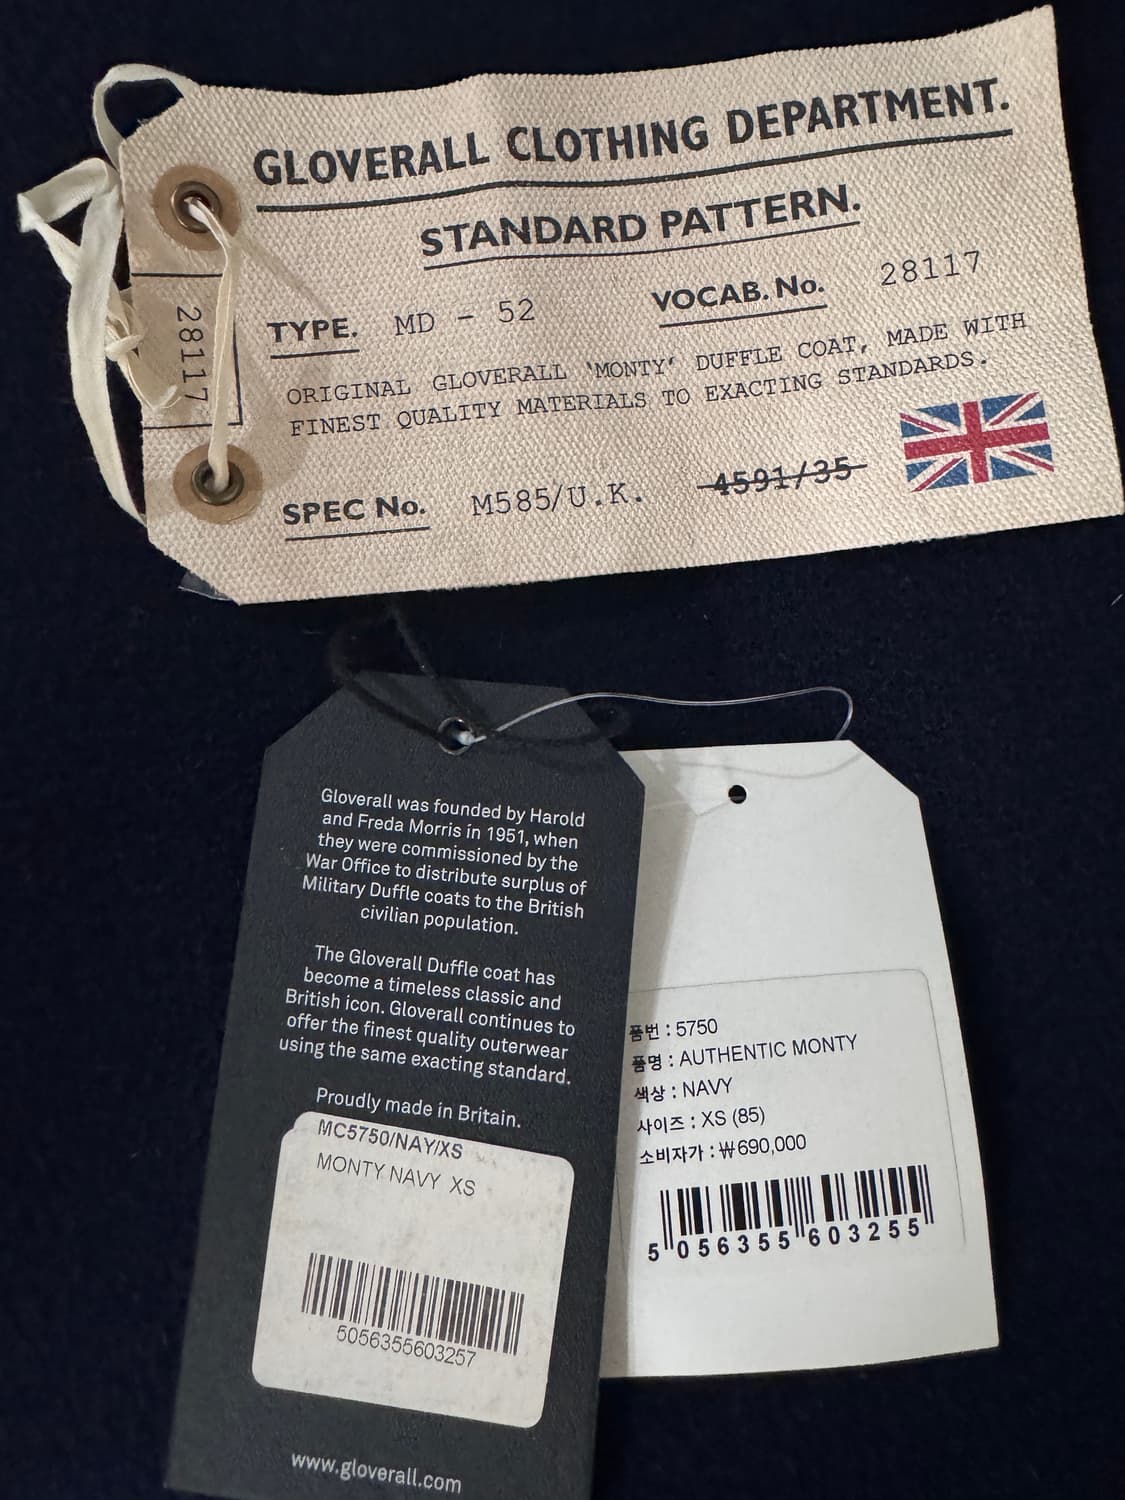 GLOVERALL CLOTHING DEPARTMENT.
STANDARD PATTERN.
28117
TYPE. MD - 52 VOCAB. No. 28117
ORIGINAL GLOVERALL 'MONTY' DUFFLE COAT, MADE WITH
FINEST QUALITY MATERIALS TO EXACTING STANDARDS.
SPEC No. M585/U.K. 4591/35
Gloverall was founded by Harold
and Freda Morris in 1951, when
they were commissioned by the
War Office to distribute surplus of
Military Duffle coats to the British
civilian population.
The Gloverall Duffle coat has
become a timeless classic and
British icon. Gloverall continues to
offer the finest quality outerwear
using the same exacting standard.
Proudly made in Britain.
MC5750/NAY/XS
MONTY NAVY XS
5056355603257
www.gloverall.com
품번 : 5750
품명 : AUTHENTIC MONTY
색상 : NAVY
사이즈 : XS (85)
소비자가 : ₩690,000
5 056355 603255